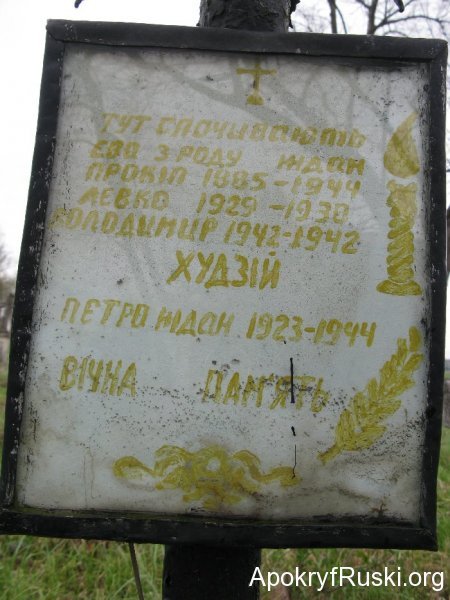 ТУТ СПОЧИВАЮТЬ
ЕВА З РОДУ ЖДАН
ПРОКІП 1885-1944
ЛЕВКО 1929-1930
ВОЛОДИМИР 1942-1942
ХУДЗІЙ
ПЕТРО ЖДАН 1923-1944
ВІЧНА ПАМ'ЯТЬ
ApokryfRuski.org